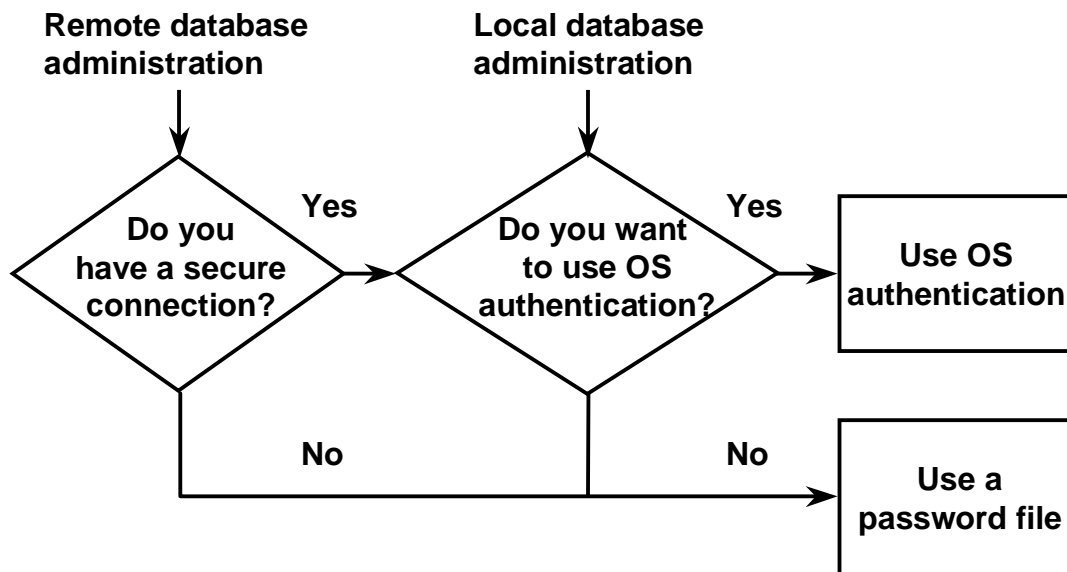 Remote database
administration
Local database
administration
Do you
have a secure
connection?
Yes
Do you want
to use OS
authentication?
Yes
Use OS
authentication
No
No
Use a
password file